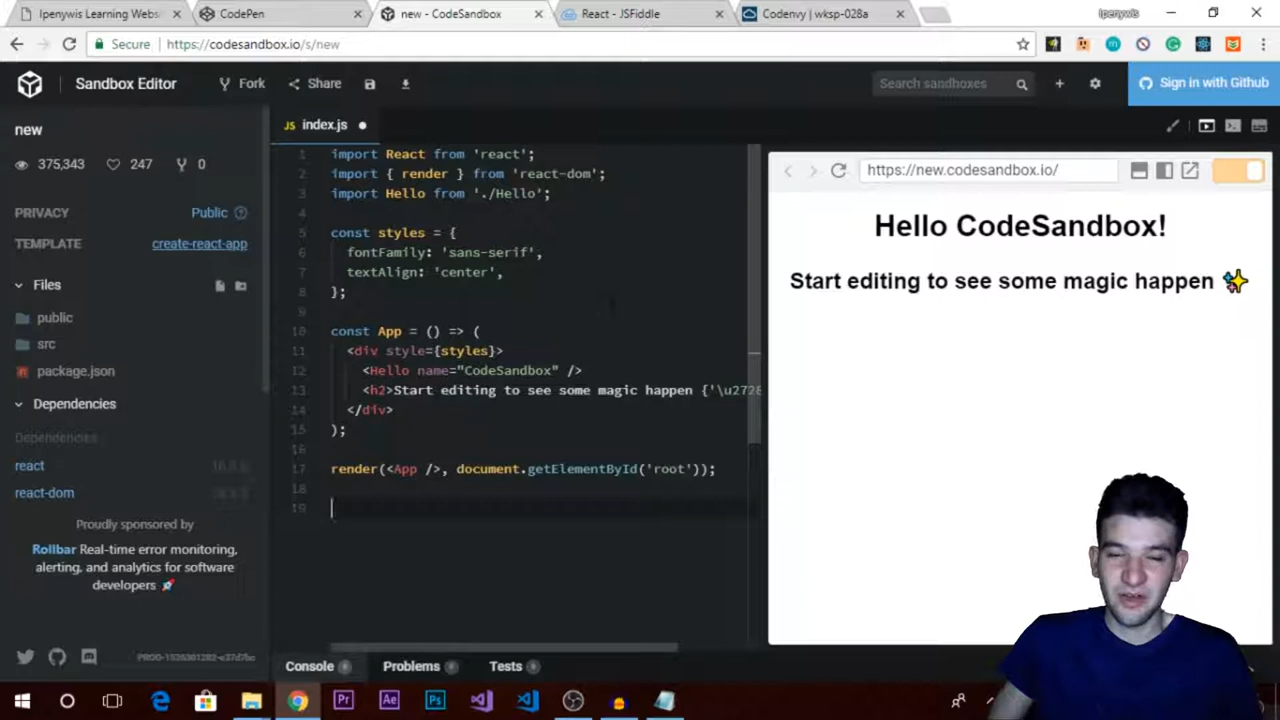 Ipenywis Learning Webs
CodePen
new - CodeSandbox
React - JSFiddle
Codenvy | wksp-028a
Ipenywis
Secure
https://codesandbox.io/s/new
Sandbox Editor
Fork
Share
Search sandboxes
Sign in with Github
new
375,343
247
0
PRIVACY
Public
TEMPLATE
create-react-app
Files
public
src
package.json
Dependencies
Dependencies
react
react-dom
Proudly sponsored by
Rollbar Real-time error monitoring,
alerting, and analytics for software
developers 🚀
JS index.js
1 import React from 'react';
2 import { render } from 'react-dom';
3 import Hello from './Hello';
4
5 const styles = {
6 fontFamily: 'sans-serif',
7 textAlign: 'center',
8 };
9
10 const App = () => (
11 <div style={styles}>
12 <Hello name="CodeSandbox" />
13 <h2>Start editing to see some magic happen {'\u2728
14 </div>
15 );
16
17 render(<App />, document.getElementById('root'));
18
19
Console
Problems
Tests
https://new.codesandbox.io/
Hello CodeSandbox!
Start editing to see some magic happen ✨
Pr
Ae
Ps